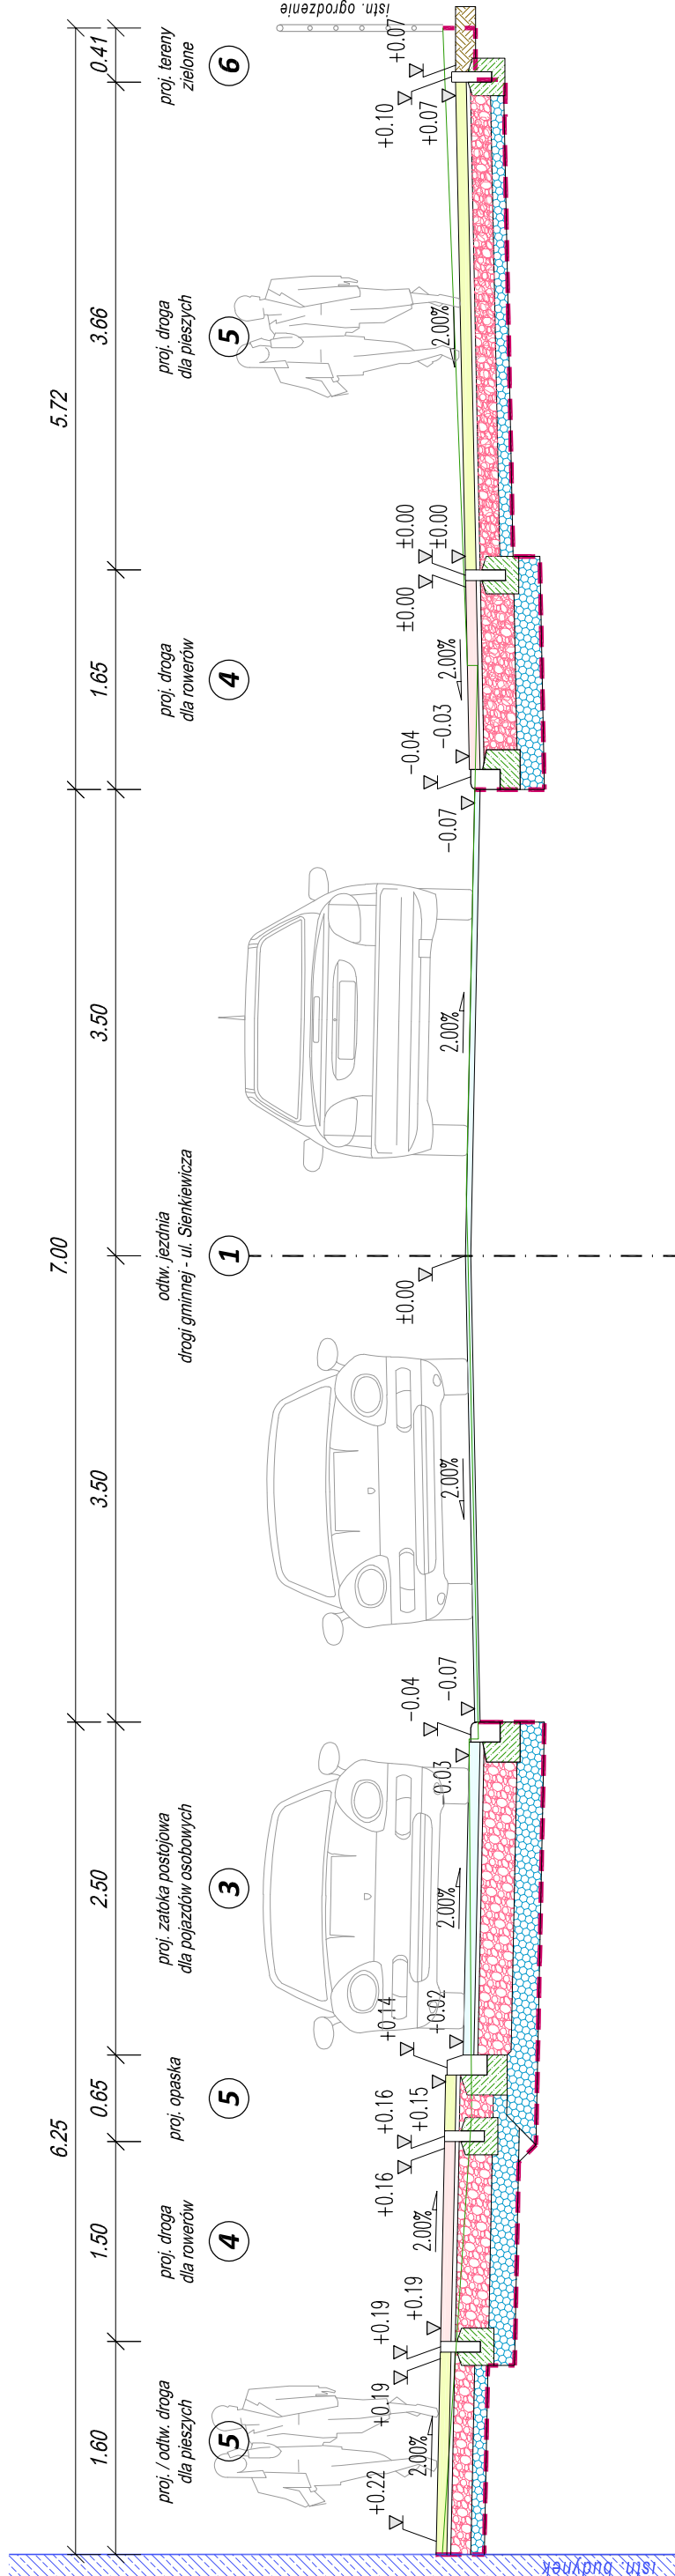 6.25
7.00
5.72
1.60
1.50
0.65
2.50
3.50
3.50
1.65
3.66
0.41
proj. / odtw. droga
dla pieszych
proj. droga
dla rowerów
proj. opaska
proj. zatoka postojowa
dla pojazdów osobowych
odtw. jezdnia
drogi gminnej - ul. Sienkiewicza
proj. droga
dla rowerów
proj. droga
dla pieszych
proj. tereny
zielone
5
4
5
3
1
4
5
6
istn. budynek
istn. ogrodzenie
+0.22
2.00%
+0.19
+0.19
+0.19
2.00%
+0.16
+0.16
+0.15
+0.14
+0.02
2.00%
-0.03
-0.04
-0.07
2.00%
±0.00
2.00%
-0.07
-0.04
-0.03
2.00%
±0.00
±0.00
±0.00
2.00%
+0.10
+0.07
+0.07